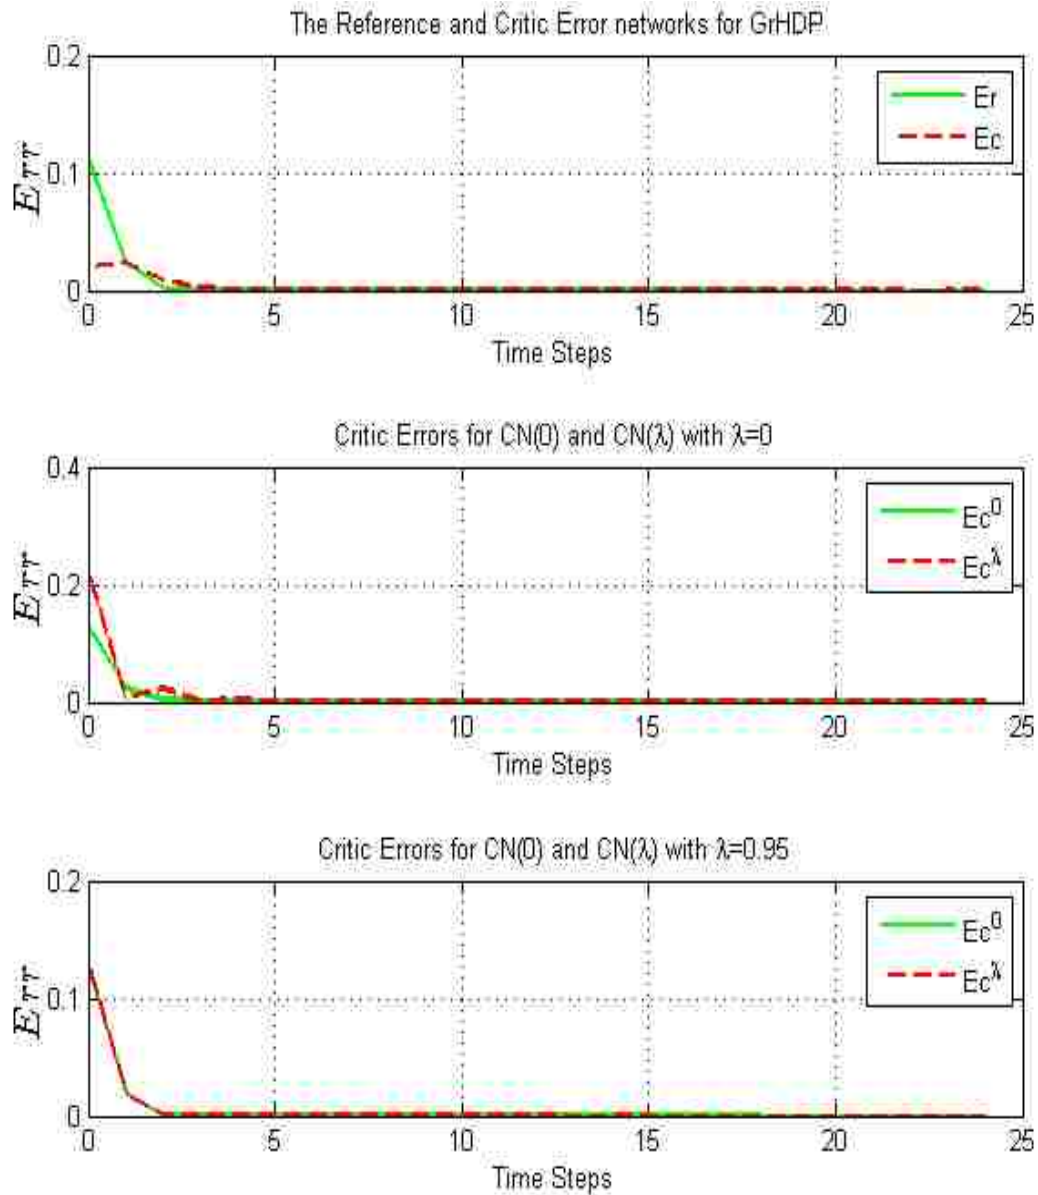 The Reference and Critic Error networks for GrHDP
0.2
Er
Ec
0.1
Err
0
0 5 10 15 20 25
Time Steps
Critic Errors for CN(0) and CN(λ) with λ=0
0.4
Ec⁰
Ec^λ
0.2
Err
0
0 5 10 15 20 25
Time Steps
Critic Errors for CN(0) and CN(λ) with λ=0.95
0.2
Ec⁰
Ec^λ
0.1
Err
0
0 5 10 15 20 25
Time Steps